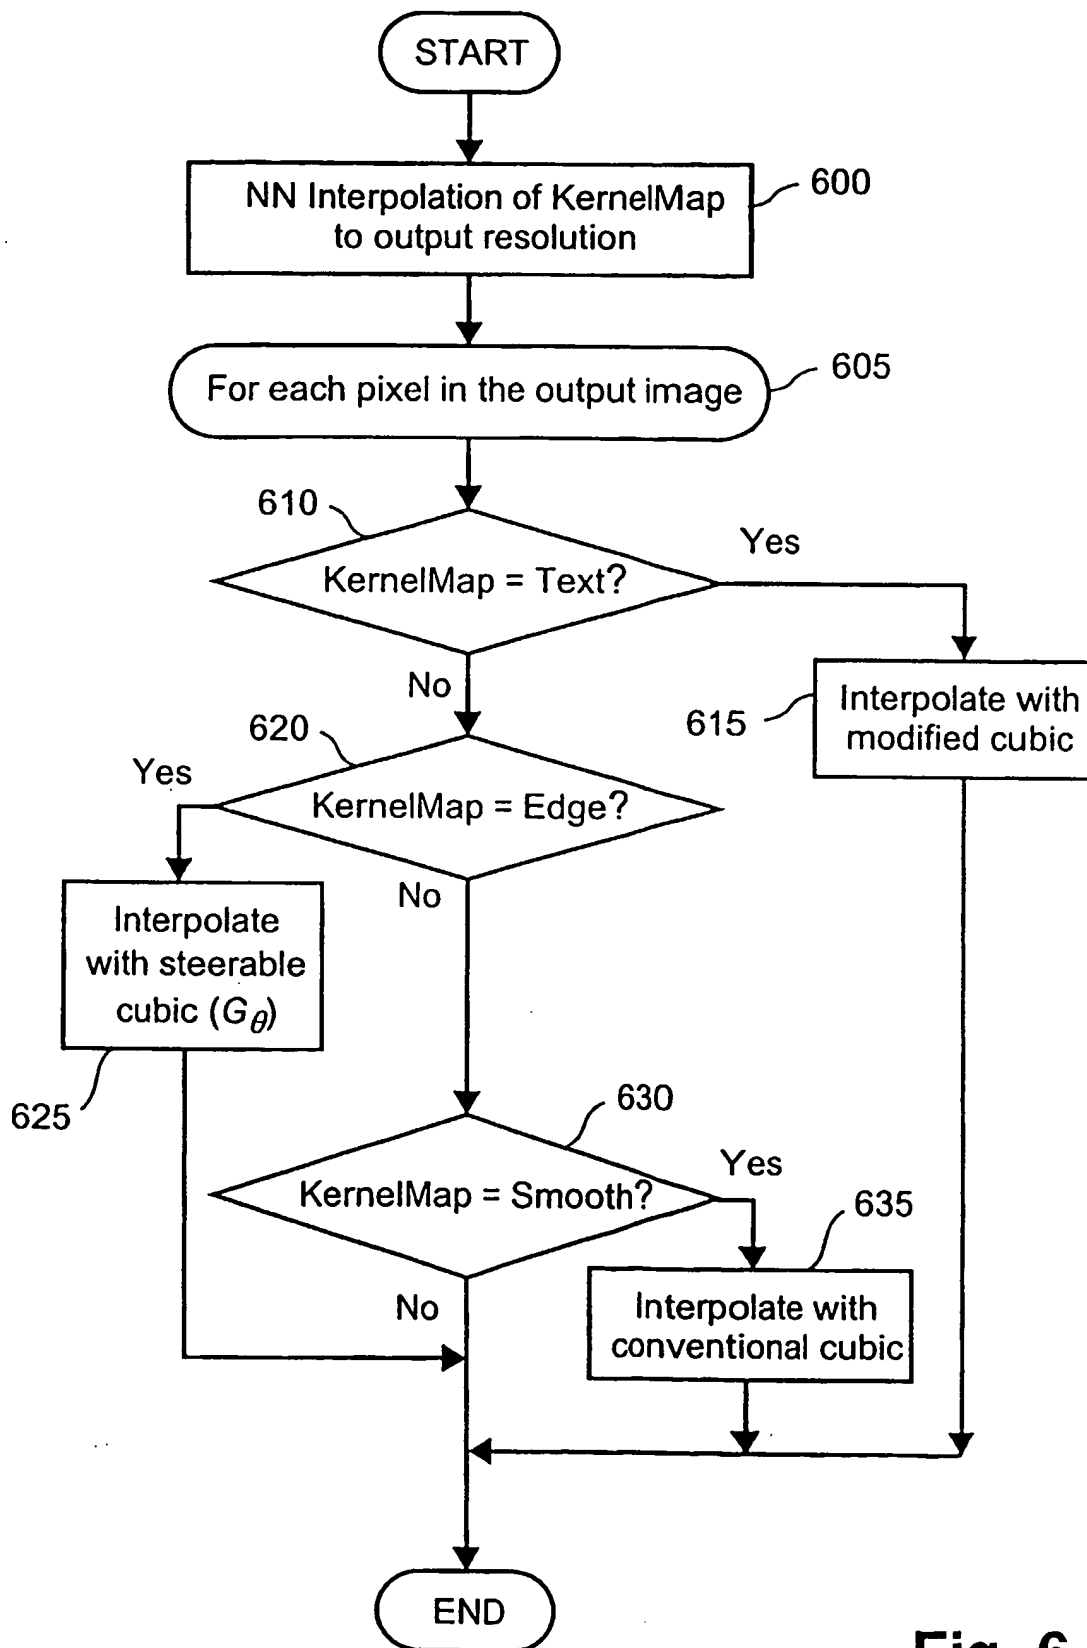 START
NN Interpolation of KernelMap
to output resolution
600
For each pixel in the output image
605
610
KernelMap = Text?
Yes
No
615
Interpolate with
modified cubic
620
Yes
KernelMap = Edge?
No
Interpolate
with steerable
cubic (Gθ)
625
630
KernelMap = Smooth?
Yes
635
No
Interpolate with
conventional cubic
END
Fig. 6